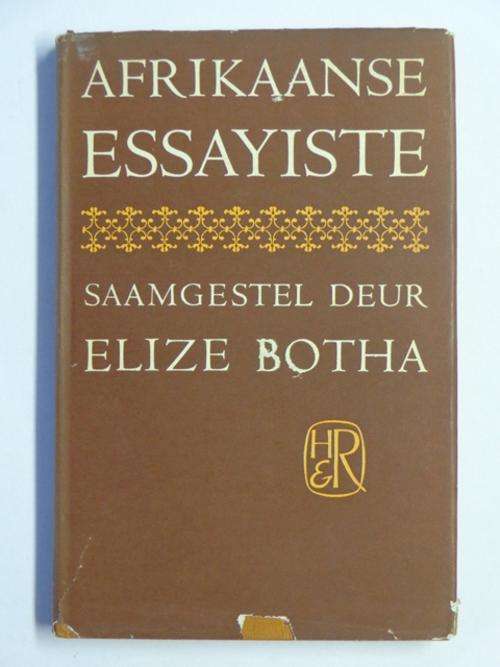 AFRIKAANSE
ESSAYISTE
SAAMGESTEL DEUR
ELIZE BOTHA
H&R